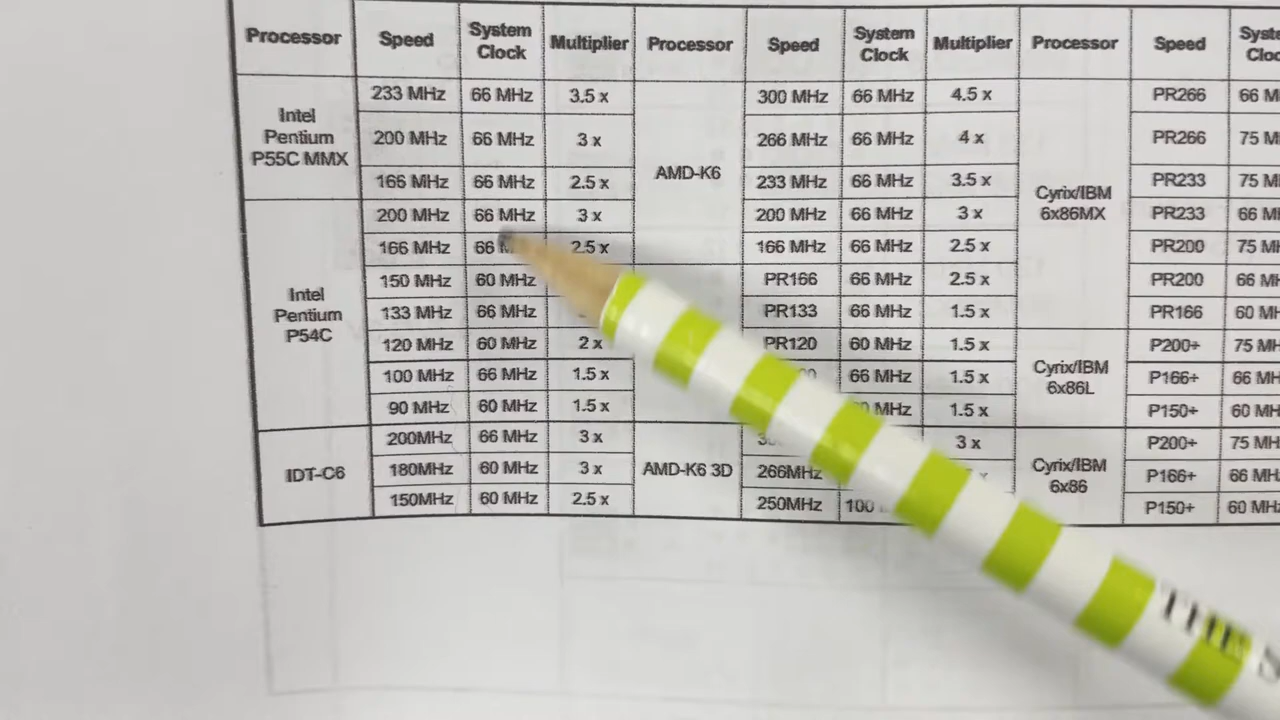 Processor Speed System Clock Multiplier Processor Speed System Clock Multiplier Processor Speed
233 MHz 66 MHz 3.5 x 300 MHz 66 MHz 4.5 x PR266 66
Intel Pentium P55C MMX 200 MHz 66 MHz 3 x AMD-K6 266 MHz 66 MHz 4 x Cyrix/IBM 6x86MX PR266 75
166 MHz 66 MHz 2.5 x 233 MHz 66 MHz 3.5 x PR233 75
200 MHz 66 MHz 3 x 200 MHz 66 MHz 3 x PR233 66
166 MHz 66 2.5 x 166 MHz 66 MHz 2.5 x PR200 75
150 MHz 60 MHz PR166 66 MHz 2.5 x PR200 66
Intel Pentium P54C 133 MHz 66 MHz PR133 66 MHz 1.5 x PR166 60
120 MHz 60 MHz 2 x PR120 60 MHz 1.5 x P200+ 75
100 MHz 66 MHz 1.5 x 66 MHz 1.5 x Cyrix/IBM 6x86L P166+ 66
90 MHz 60 MHz 1.5 x MHz 1.5 x P150+ 60
200MHz 66 MHz 3 x 3 x P200+ 75
IDT-C6 180MHz 60 MHz 3 x AMD-K6 3D 266MHz Cyrix/IBM 6x86 P166+ 66
150MHz 60 MHz 2.5 x 250MHz 100 P150+ 60
THE